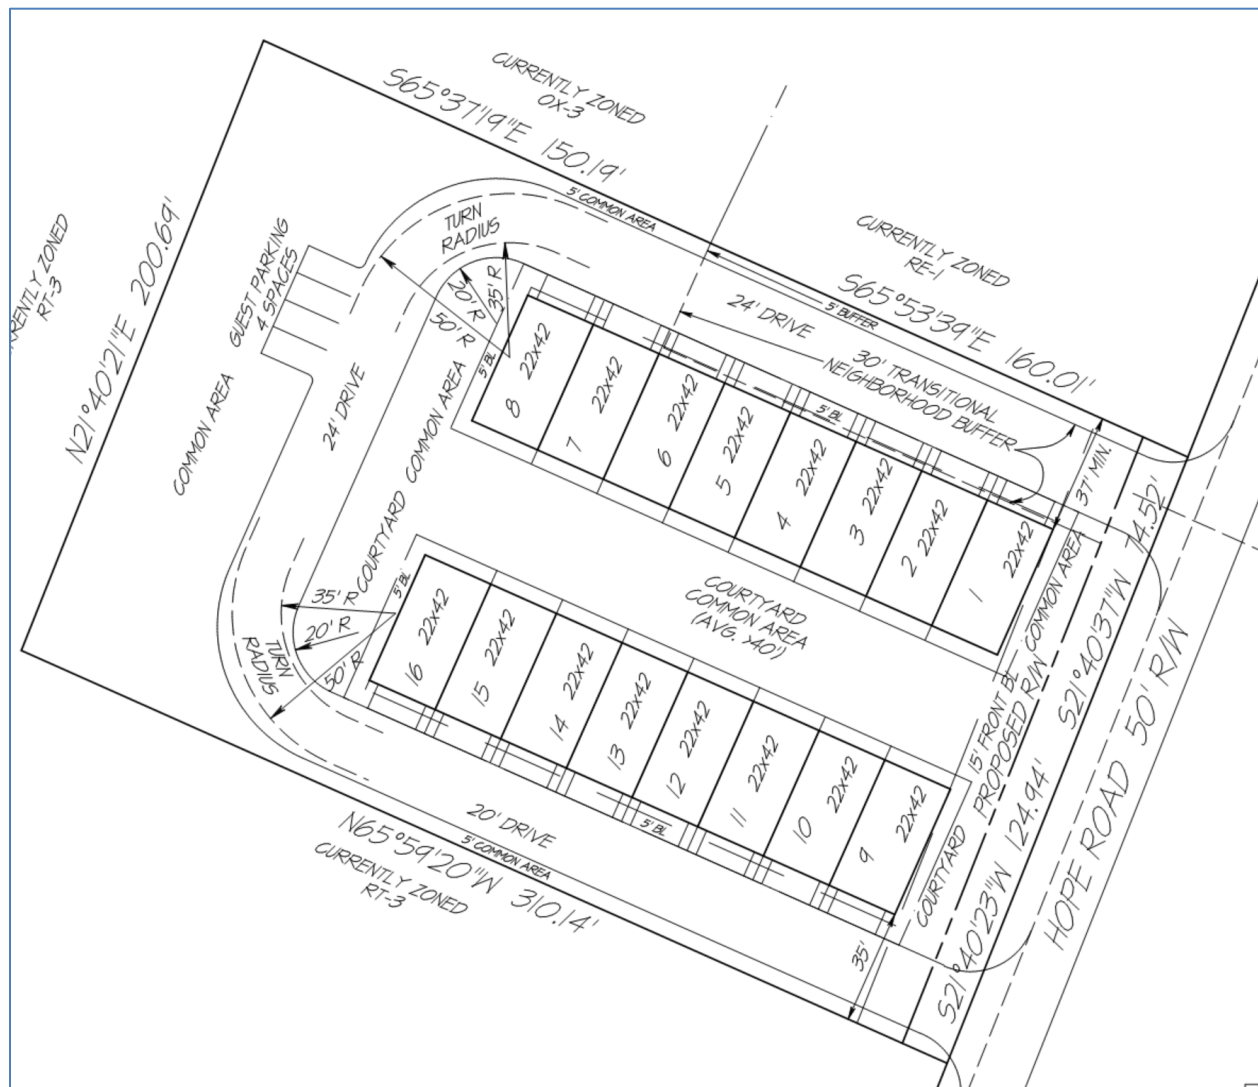 CURRENTLY ZONED
OX-3
S65°37'19"E 150.19'
5' COMMON AREA
CURRENTLY ZONED
RE-1
S65°53'39"E 160.01'
5' BUFFER
24' DRIVE
30' TRANSITIONAL
NEIGHBORHOOD BUFFER
37' MIN.
74.52'
TURN
RADIUS
35' R
20' R
50' R
GUEST PARKING
4 SPACES
RT-3
N21°40'21"E 200.69'
COMMON AREA
24' DRIVE
COURTYARD COMMON AREA
5' BL
8 22x42
7 22x42
6 22x42
5 22x42
4 22x42
3 22x42
2 22x42
1 22x42
5' BL
COURTYARD
COMMON AREA
(AVG. >40')
35' R
20' R
50' R
TURN
RADIUS
5' BL
16 22x42
15 22x42
14 22x42
13 22x42
12 22x42
11 22x42
10 22x42
9 22x42
5' BL
20' DRIVE
5' COMMON AREA
N65°59'20"W 310.14'
CURRENTLY ZONED
RT-3
35'
15' FRONT BL
COURTYARD COMMON AREA
PROPOSED R/W
S21°40'37"W
S21°40'23"W 124.94'
HOPE ROAD 50' R/W